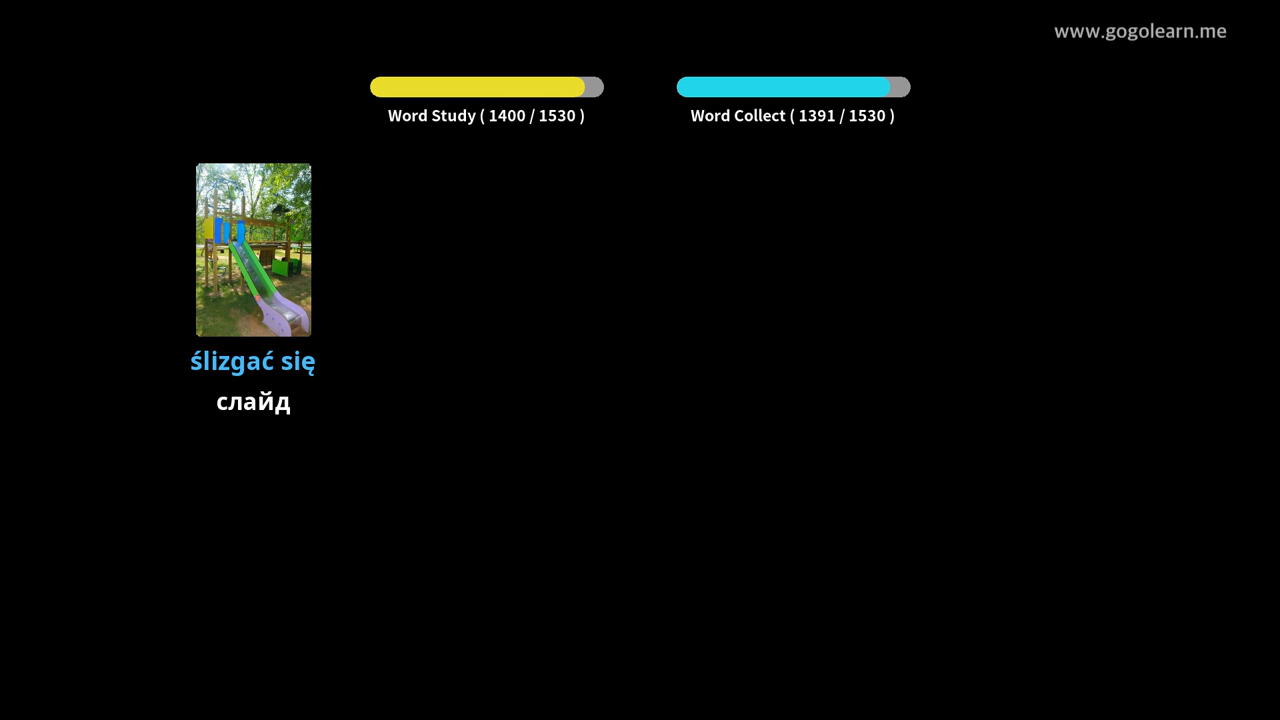 www.gogolearn.me
Word Study ( 1400 / 1530 )
Word Collect ( 1391 / 1530 )
ślizgać się
слайд